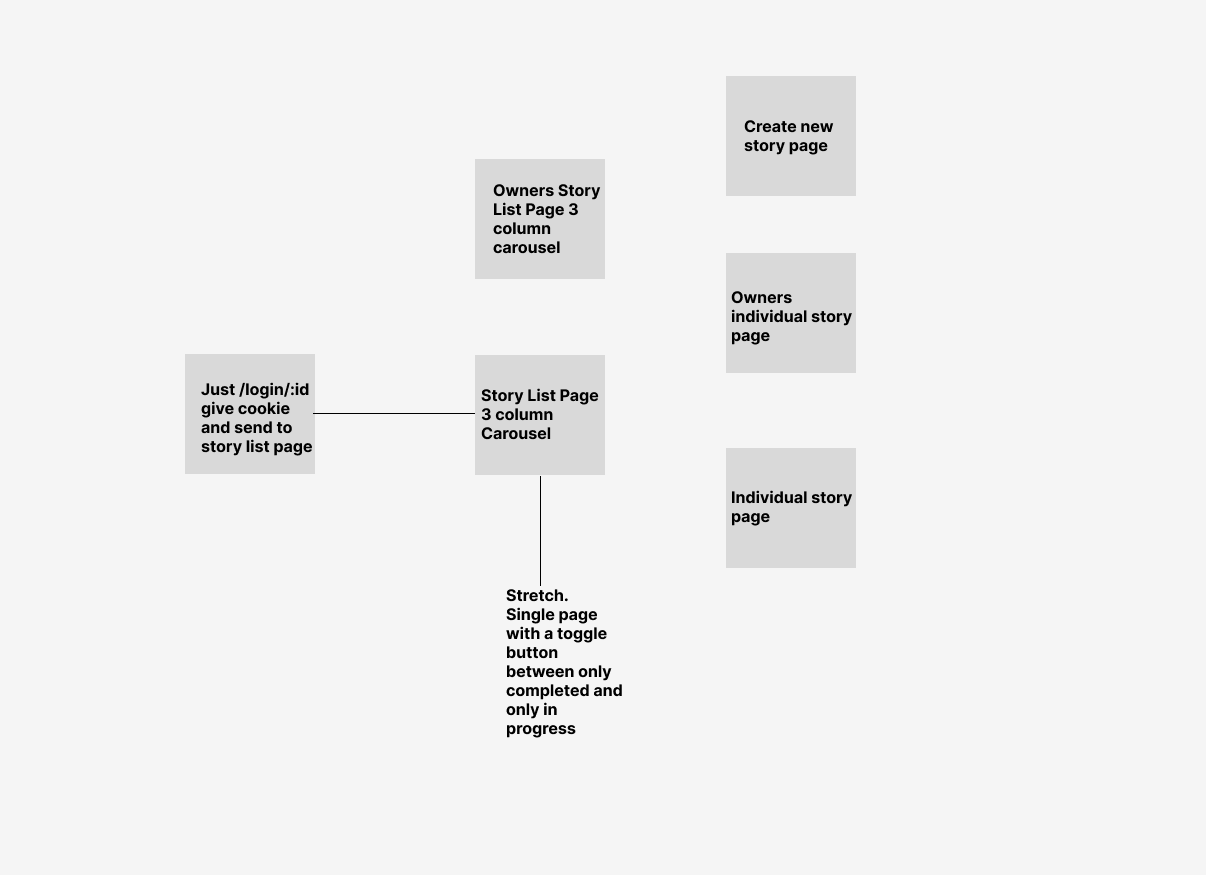 Create new
story page
Owners Story
List Page 3
column
carousel
Owners
individual story
page
Just /login/:id
give cookie
and send to
story list page
Story List Page
3 column
Carousel
Individual story
page
Stretch.
Single page
with a toggle
button
between only
completed and
only in
progress